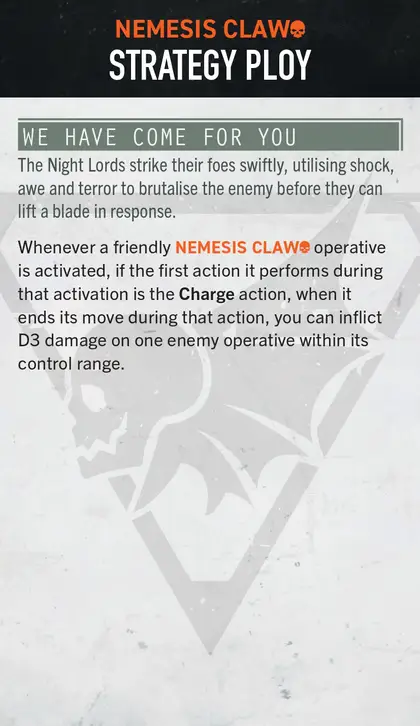 NEMESIS CLAW
STRATEGY PLOY
WE HAVE COME FOR YOU
The Night Lords strike their foes swiftly, utilising shock,
awe and terror to brutalise the enemy before they can
lift a blade in response.
Whenever a friendly NEMESIS CLAW operative
is activated, if the first action it performs during
that activation is the Charge action, when it
ends its move during that action, you can inflict
D3 damage on one enemy operative within its
control range.